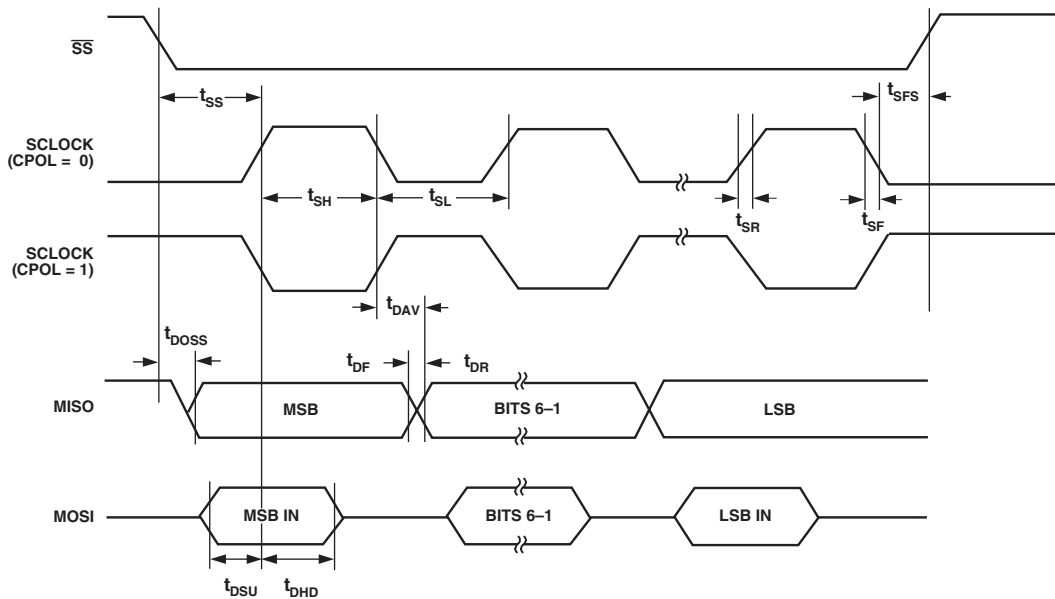 SS
tSS
tSFS
SCLOCK
(CPOL = 0)
tSH
tSL
tSR
tSF
SCLOCK
(CPOL = 1)
tDAV
tDOSS
tDF
tDR
MISO
MSB
BITS 6–1
LSB
MOSI
MSB IN
BITS 6–1
LSB IN
tDSU
tDHD